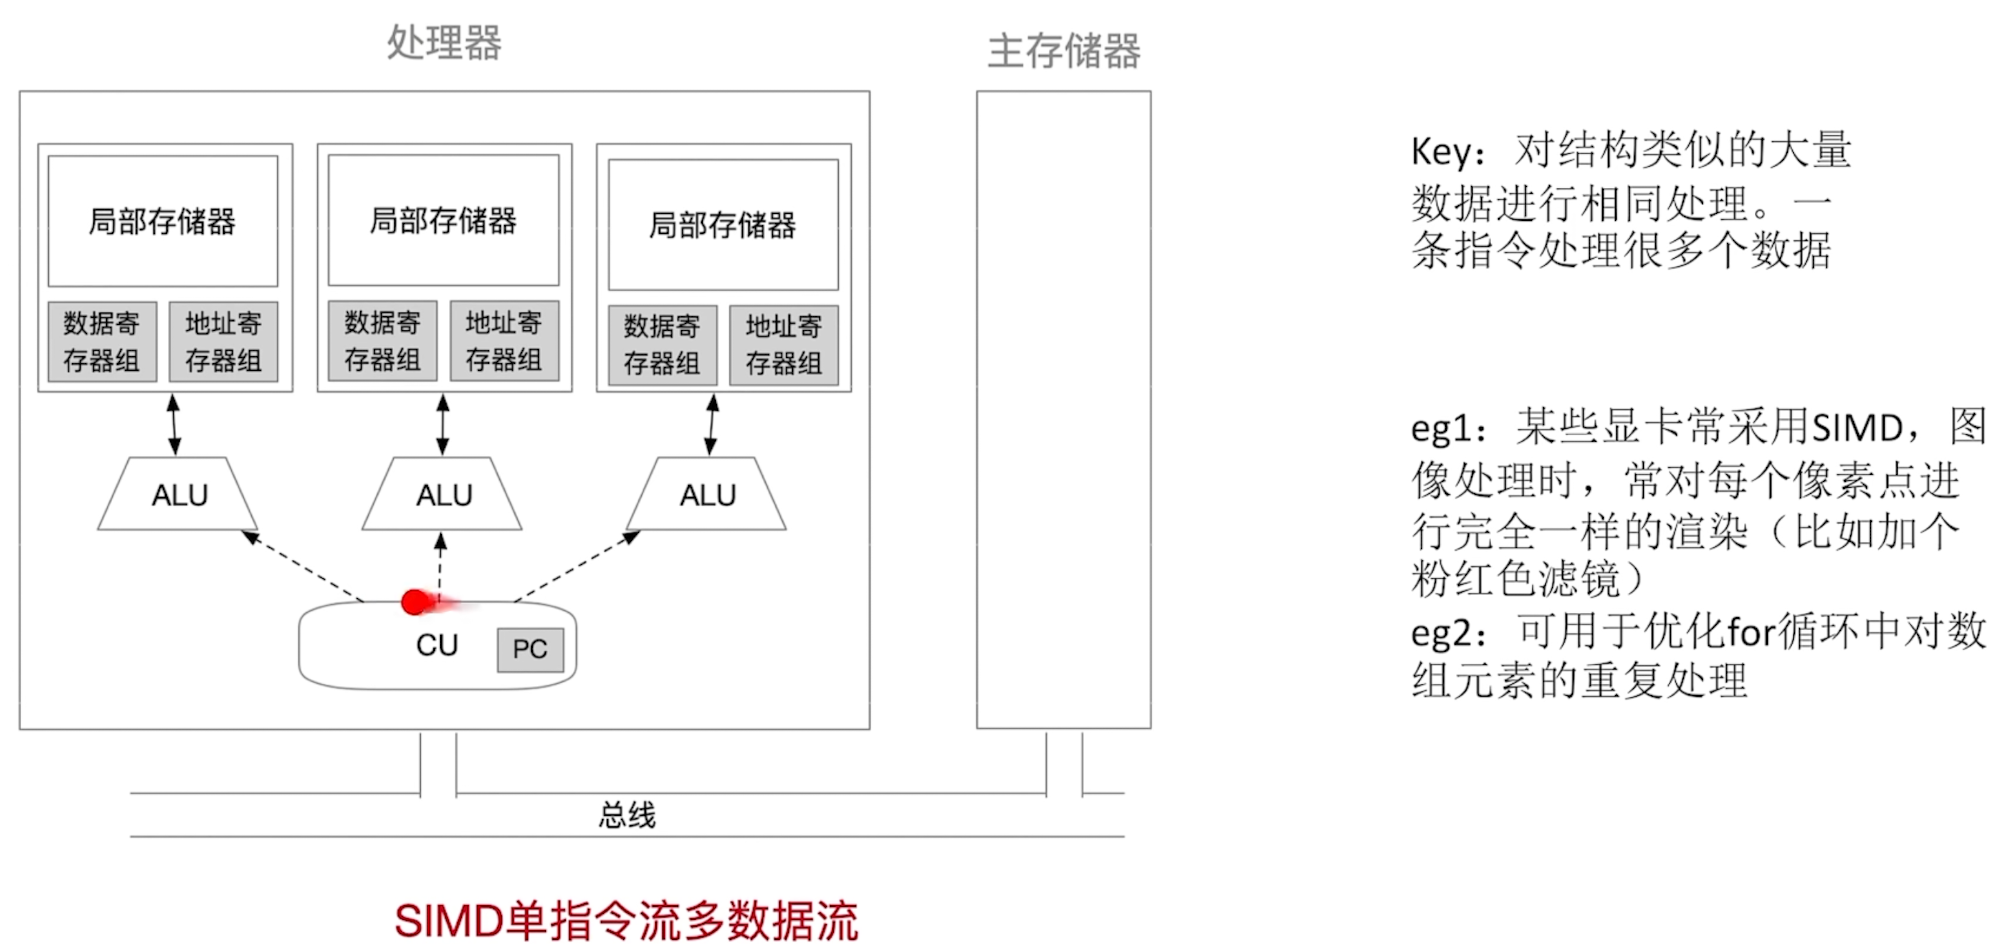 处理器
主存储器
局部存储器
局部存储器
局部存储器
数据寄
存器组
地址寄
存器组
数据寄
存器组
地址寄
存器组
数据寄
存器组
地址寄
存器组
ALU
ALU
ALU
CU
PC
总线
SIMD单指令流多数据流
Key：对结构类似的大量
数据进行相同处理。一
条指令处理很多个数据
eg1：某些显卡常采用SIMD，图
像处理时，常对每个像素点进
行完全一样的渲染（比如加个
粉红色滤镜）
eg2：可用于优化for循环中对数
组元素的重复处理